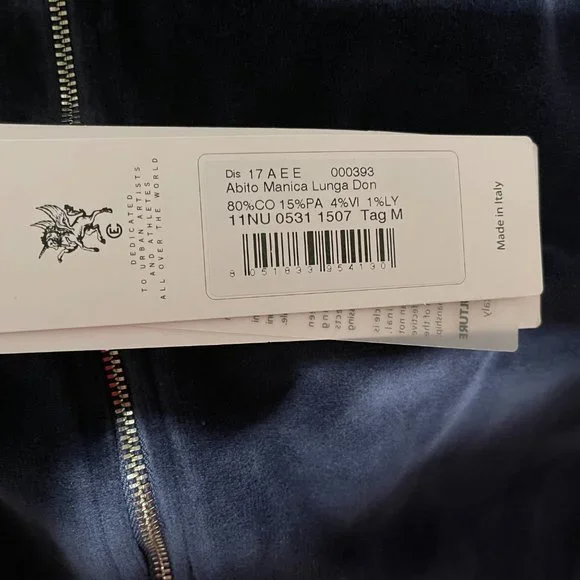 Dis 17 A E E 000393
Abito Manica Lunga Don
80%CO 15%PA 4%VI 1%LY
11NU 0531 1507 Tag M
8 051833 954130
Made in Italy
DEDICATED
TO URBAN ARTISTS
AND ATHLETES
ALL OVER THE WORLD